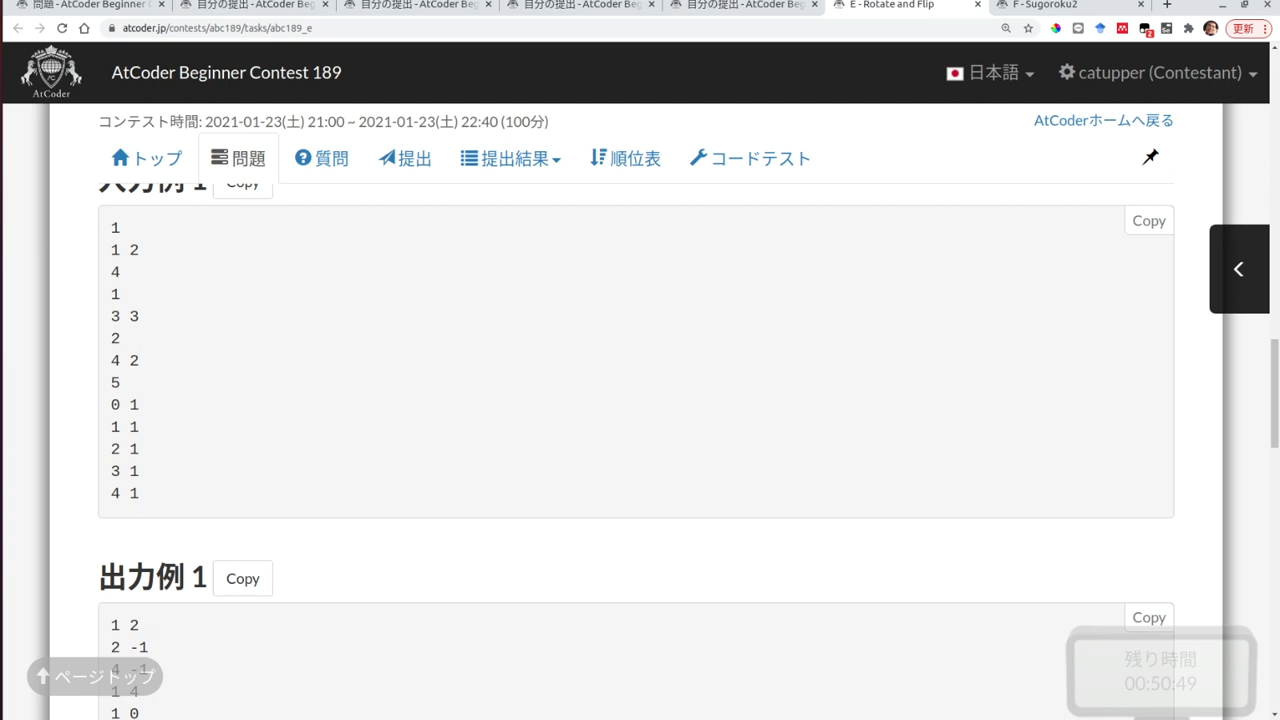 問題 - AtCoder Beginner C
自分の提出 - AtCoder Beg
自分の提出 - AtCoder Beg
自分の提出 - AtCoder Beg
自分の提出 - AtCoder Beg
E - Rotate and Flip
F - Sugoroku2
atcoder.jp/contests/abc189/tasks/abc189_e
更新
AtCoder
AtCoder Beginner Contest 189
日本語
catupper (Contestant)
コンテスト時間: 2021-01-23(土) 21:00 ~ 2021-01-23(土) 22:40 (100分)
AtCoderホームへ戻る
トップ
問題
質問
提出
提出結果
順位表
コードテスト
入力例 1
Copy
Copy
1
1 2
4
1
3 3
2
4 2
5
0 1
1 1
2 1
3 1
4 1
出力例 1
Copy
Copy
1 2
2 -1
4 -1
1 4
1 0
ページトップ
残り時間
00:50:49